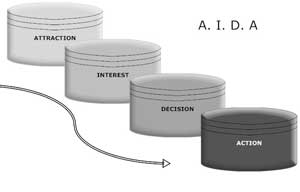 A. I. D. A
ATTRACTION
INTEREST
DECISION
ACTION